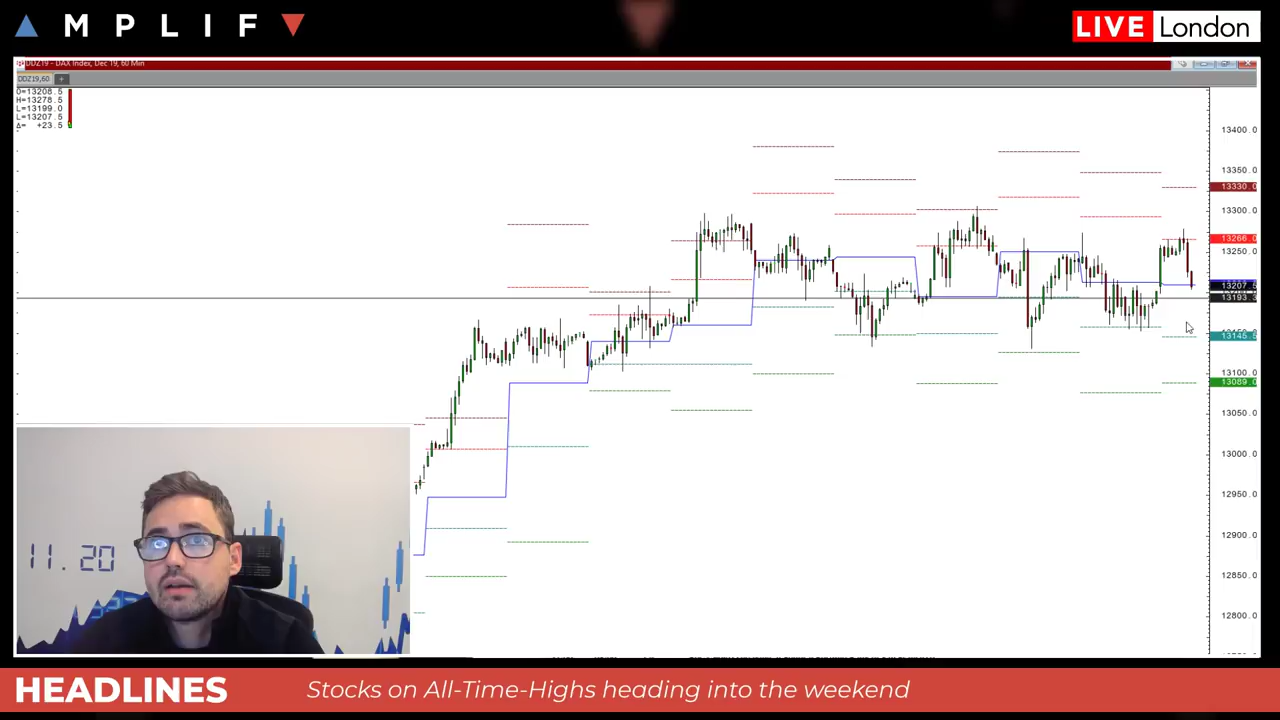 ▲ M P L I F ▼
LIVE London
DDZ19 - DAX Index, Dec 19, 60 Min
DDZ19,60 +
O=13208.5
H=13278.5
L=13199.0
L=13207.5
Δ= +23.5
13400.0
13350.0
13330.0
13300.0
13266.0
13250.0
13207.5
13193.
13145.
13100.0
13089.0
13050.0
13000.0
12950.0
12900.0
12850.0
12800.0
11.20
HEADLINES
Stocks on All-Time-Highs heading into the weekend